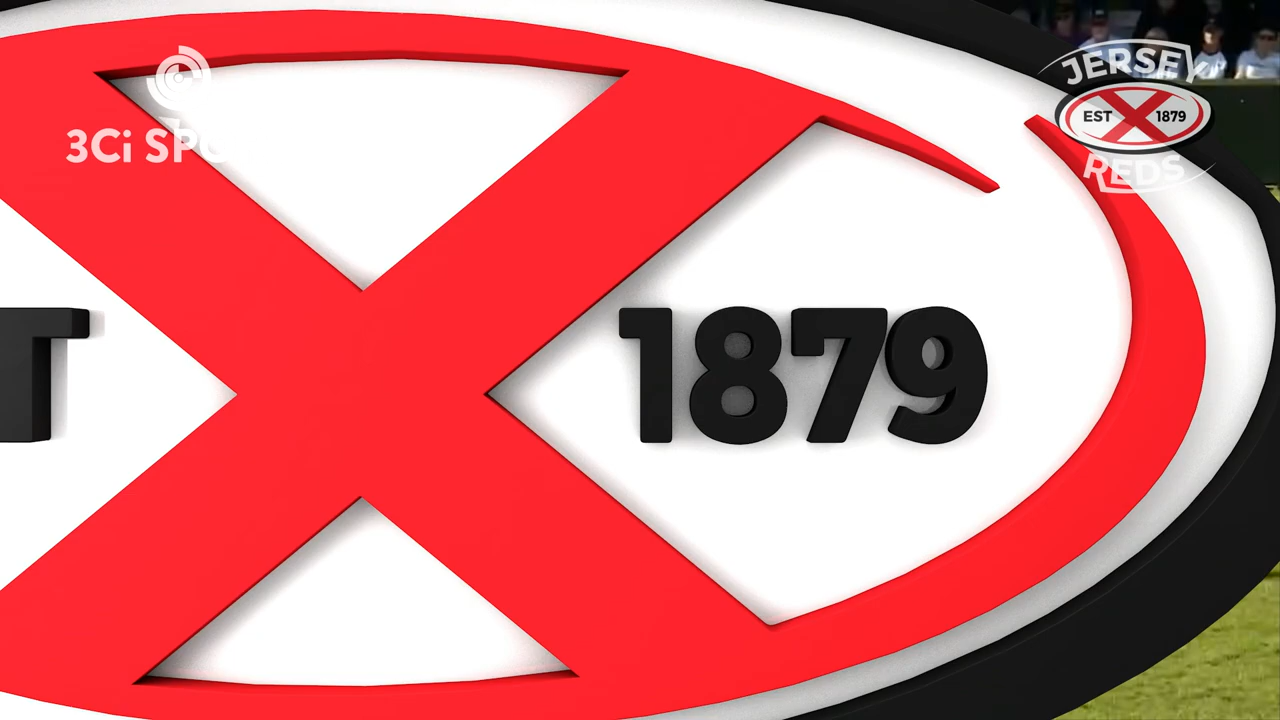 3Ci SPO
JERSEY
EST 1879
REDS
T 1879